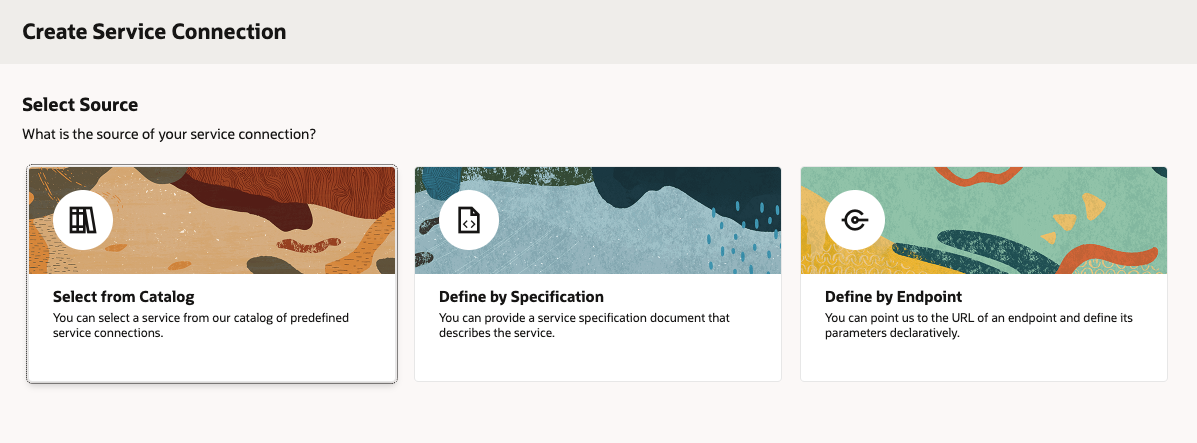 Create Service Connection
Select Source
What is the source of your service connection?
Select from Catalog
You can select a service from our catalog of predefined
service connections.
Define by Specification
You can provide a service specification document that
describes the service.
Define by Endpoint
You can point us to the URL of an endpoint and define its
parameters declaratively.